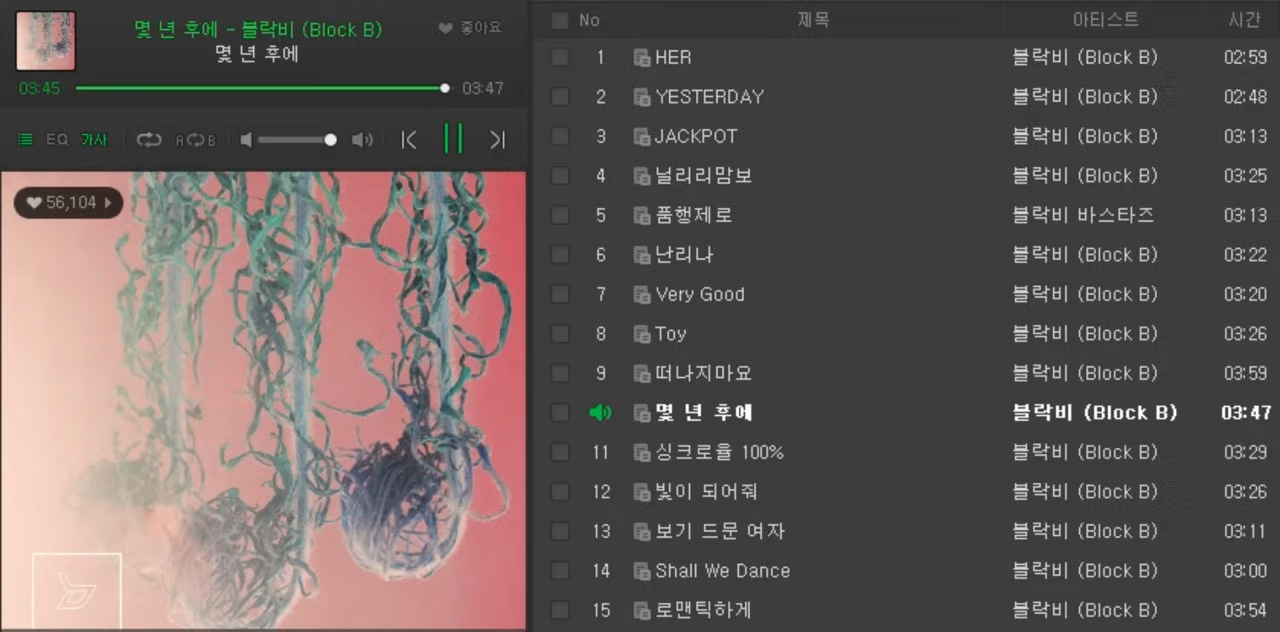 몇 년 후에 - 블락비 (Block B)
좋아요
몇 년 후에
03:45
03:47
EQ 가사
A B
56,104
No 제목 아티스트 시간
1 HER 블락비 (Block B) 02:59
2 YESTERDAY 블락비 (Block B) 02:48
3 JACKPOT 블락비 (Block B) 03:13
4 널리리맘보 블락비 (Block B) 03:25
5 품행제로 블락비 바스타즈 03:13
6 난리나 블락비 (Block B) 03:22
7 Very Good 블락비 (Block B) 03:20
8 Toy 블락비 (Block B) 03:26
9 떠나지마요 블락비 (Block B) 03:59
몇 년 후에 블락비 (Block B) 03:47
11 싱크로율 100% 블락비 (Block B) 03:29
12 빛이 되어줘 블락비 (Block B) 03:26
13 보기 드문 여자 블락비 (Block B) 03:11
14 Shall We Dance 블락비 (Block B) 03:00
15 로맨틱하게 블락비 (Block B) 03:54